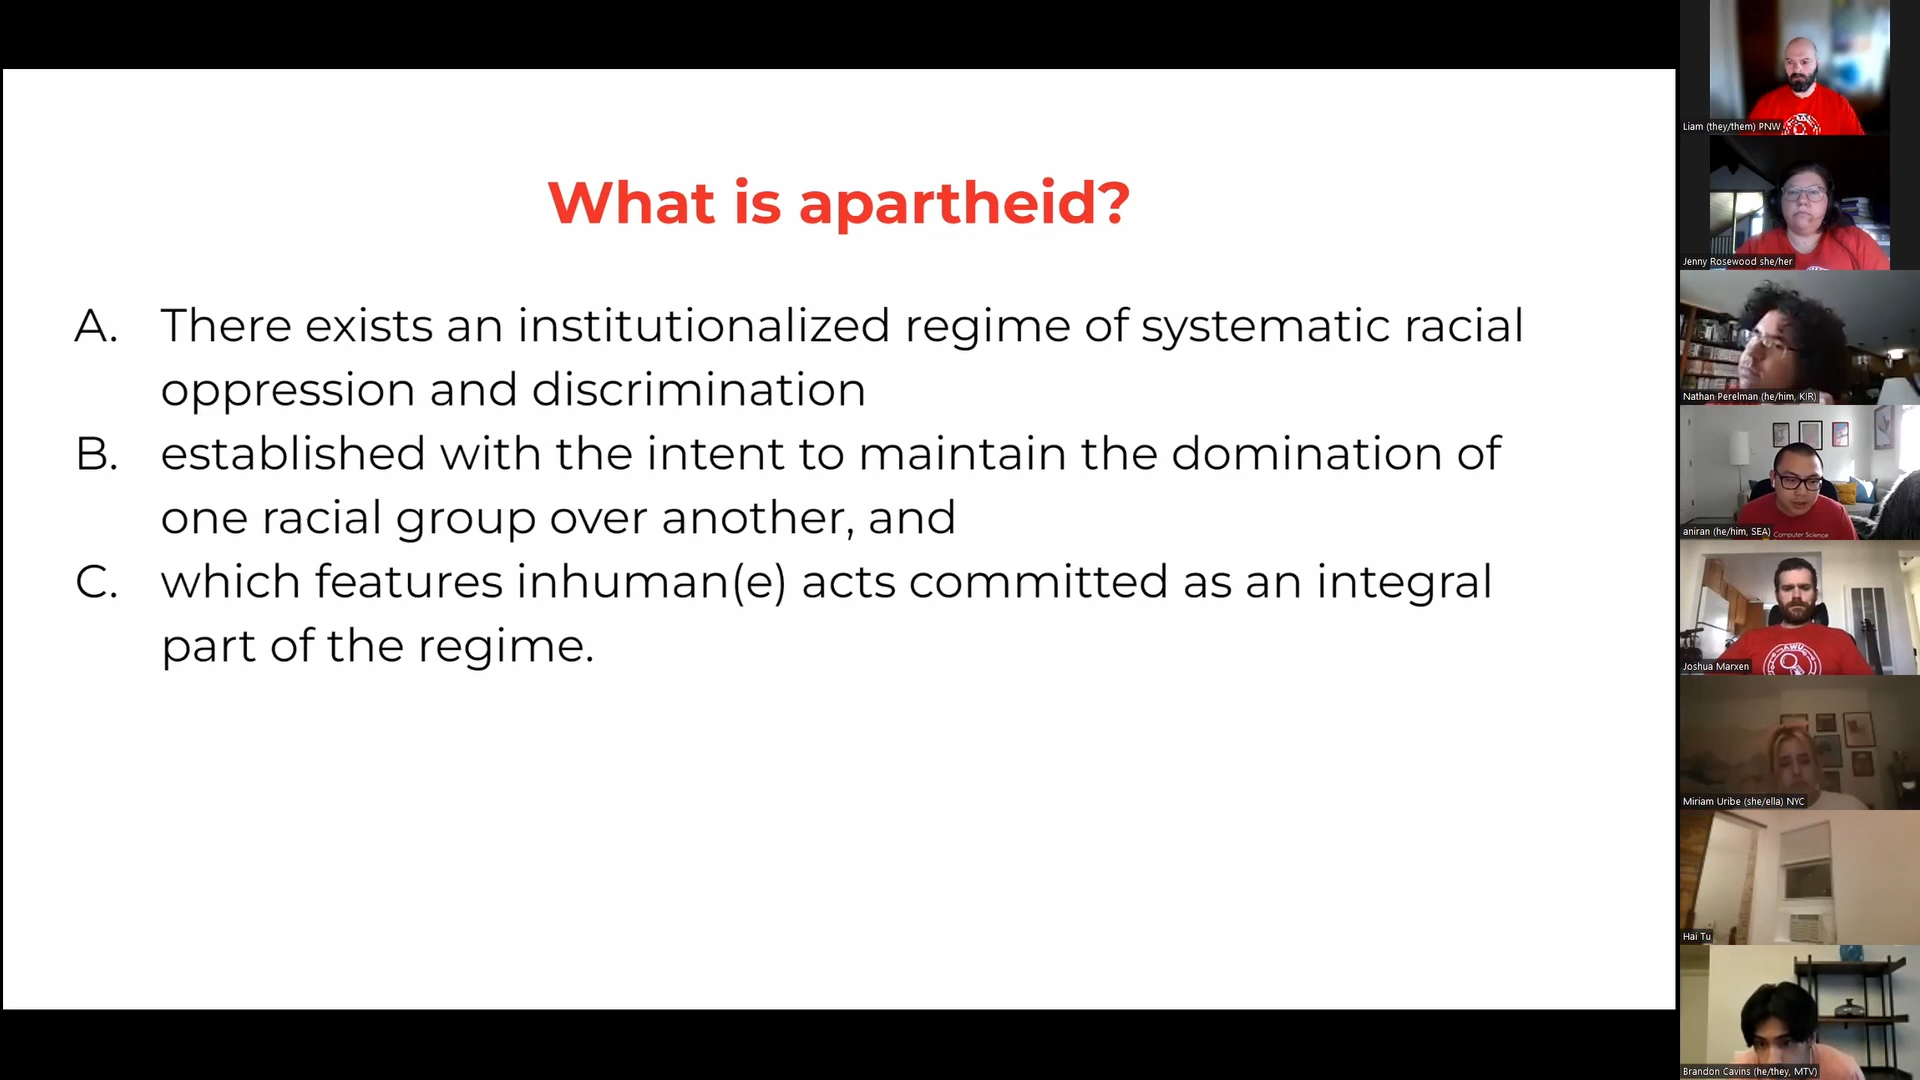 What is apartheid?
A. There exists an institutionalized regime of systematic racial
oppression and discrimination
B. established with the intent to maintain the domination of
one racial group over another, and
C. which features inhuman(e) acts committed as an integral
part of the regime.
Liam (they/them) PNW
Jenny Rosewood she/her
Nathan Perelman (he/him, KIR)
Computer Science
aniran (he/him, SEA)
AWU
Joshua Marxen
Miriam Uribe (she/ella) NYC
Hai Tu
Brandon Cavins (he/they, MTV)